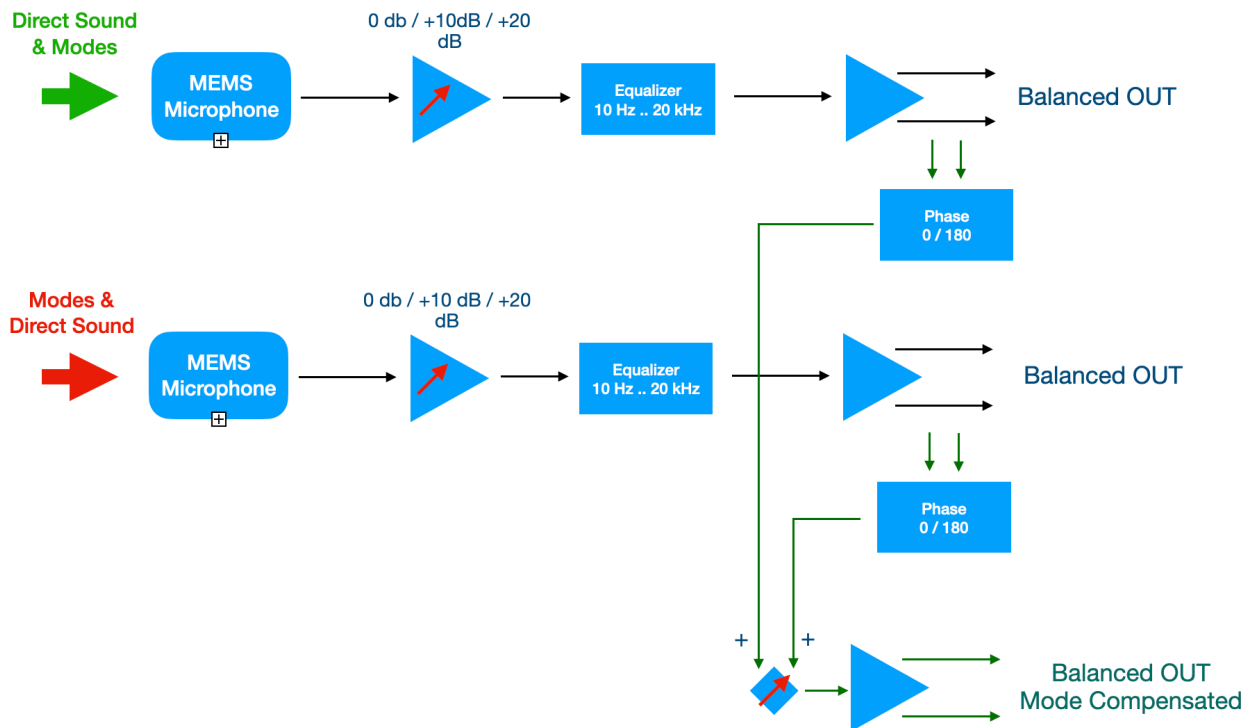 Direct Sound
& Modes
0 db / +10dB / +20
dB
MEMS
Microphone
Equalizer
10 Hz .. 20 kHz
Balanced OUT
Phase
0 / 180
Modes &
Direct Sound
0 db / +10 dB / +20
dB
MEMS
Microphone
Equalizer
10 Hz .. 20 kHz
Balanced OUT
Phase
0 / 180
+ +
Balanced OUT
Mode Compensated